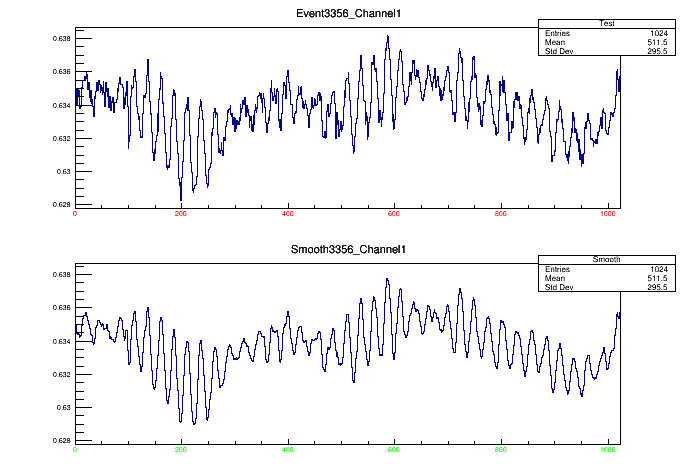 Event3356_Channel1
Test
Entries 1024
Mean 511.5
Std Dev 295.5
0.638
0.636
0.634
0.632
0.63
0.628
0 200 400 600 800 1000
Smooth3356_Channel1
Smooth
Entries 1024
Mean 511.5
Std Dev 295.5
0.638
0.636
0.634
0.632
0.63
0.628
0 200 400 600 800 1000